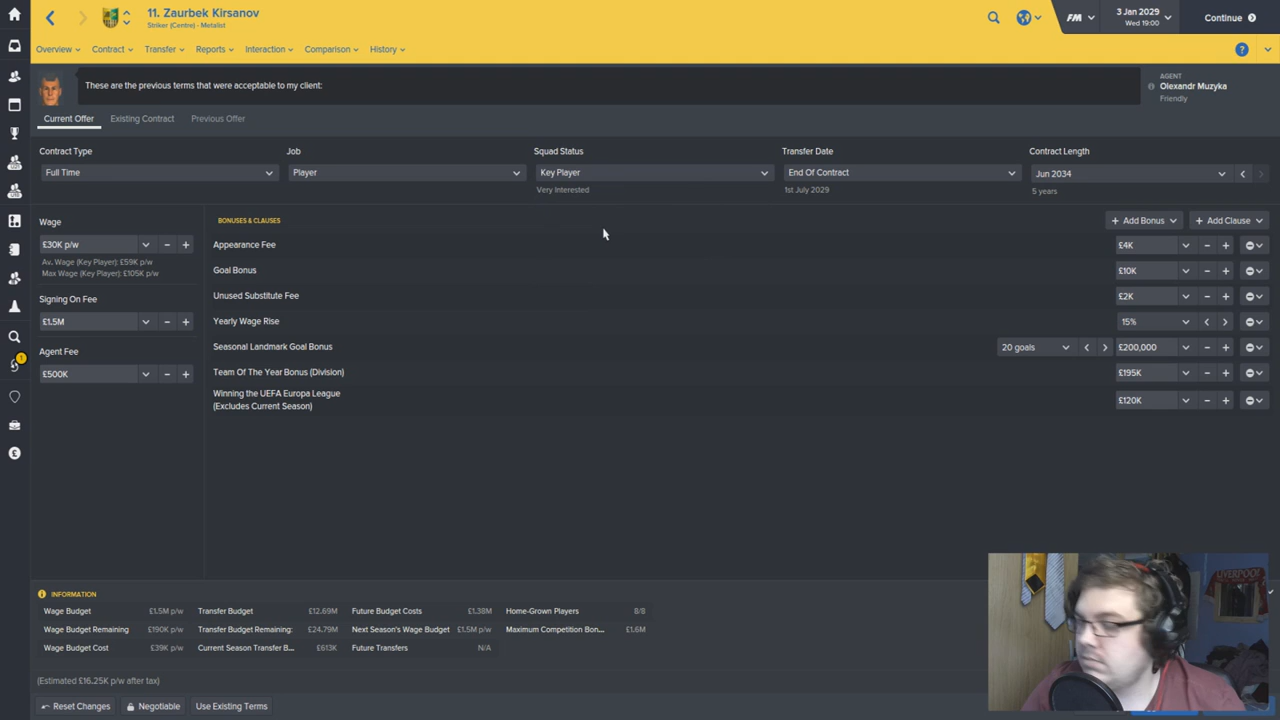 11. Zaurbek Kirsanov
Striker (Centre) - Metalist
FM
3 Jan 2029
Wed 19:00
Continue
Overview
Contract
Transfer
Reports
Interaction
Comparison
History
These are the previous terms that were acceptable to my client:
AGENT
Olexandr Muzyka
Friendly
Current Offer
Existing Contract
Previous Offer
Contract Type
Job
Squad Status
Transfer Date
Contract Length
Full Time
Player
Key Player
End Of Contract
Jun 2034
Very Interested
1st July 2029
5 years
Wage
£30K p/w
Av. Wage (Key Player): £59K p/w
Max Wage (Key Player): £105K p/w
Signing On Fee
£1.5M
Agent Fee
£500K
BONUSES & CLAUSES
+ Add Bonus
+ Add Clause
Appearance Fee
£4K
Goal Bonus
£10K
Unused Substitute Fee
£2K
Yearly Wage Rise
15%
Seasonal Landmark Goal Bonus
20 goals
£200,000
Team Of The Year Bonus (Division)
£195K
Winning the UEFA Europa League
(Excludes Current Season)
£120K
INFORMATION
Wage Budget £1.5M p/w Transfer Budget £12.69M Future Budget Costs £1.38M Home-Grown Players 8/8
Wage Budget Remaining £190K p/w Transfer Budget Remaining: £24.79M Next Season's Wage Budget £1.5M p/w Maximum Competition Bon... £1.6M
Wage Budget Cost £39K p/w Current Season Transfer B... £613K Future Transfers N/A
(Estimated £16.25K p/w after tax)
Reset Changes
Negotiable
Use Existing Terms
LIVERPOOL
1